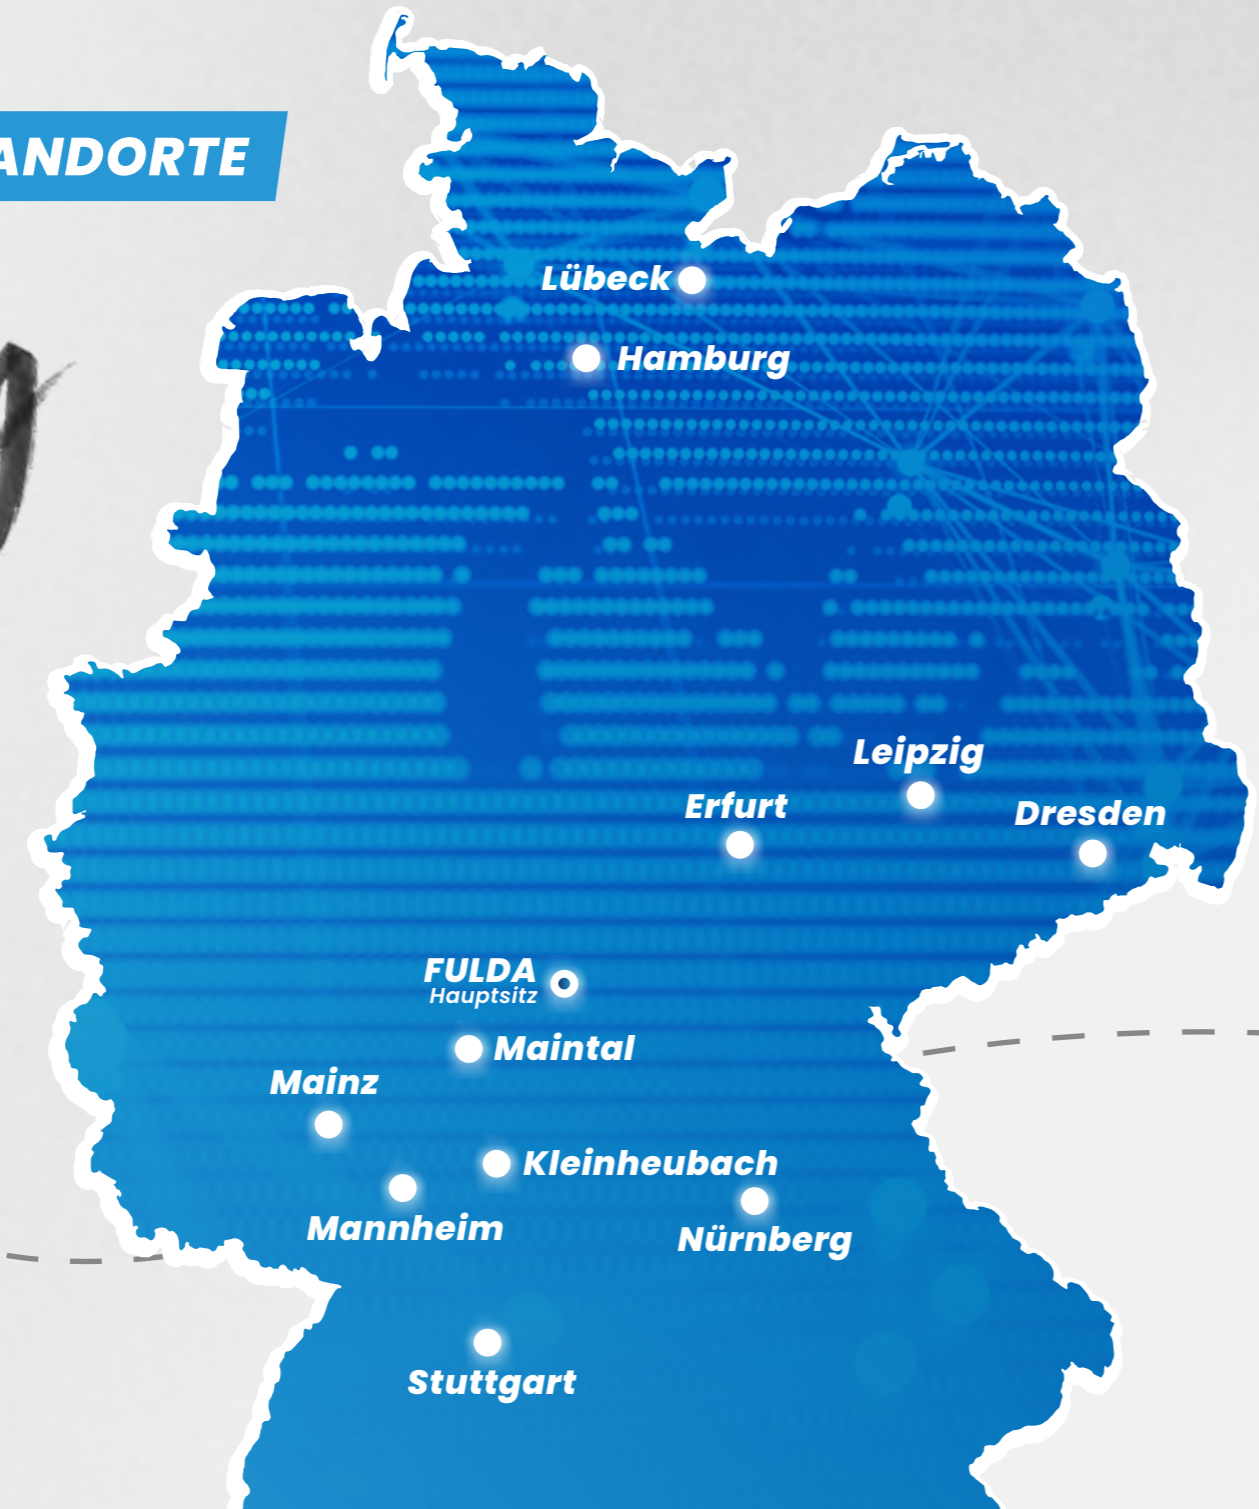 ANDORTE
Lübeck
Hamburg
Leipzig
Erfurt
Dresden
FULDA
Hauptsitz
Maintal
Mainz
Kleinheubach
Mannheim
Nürnberg
Stuttgart